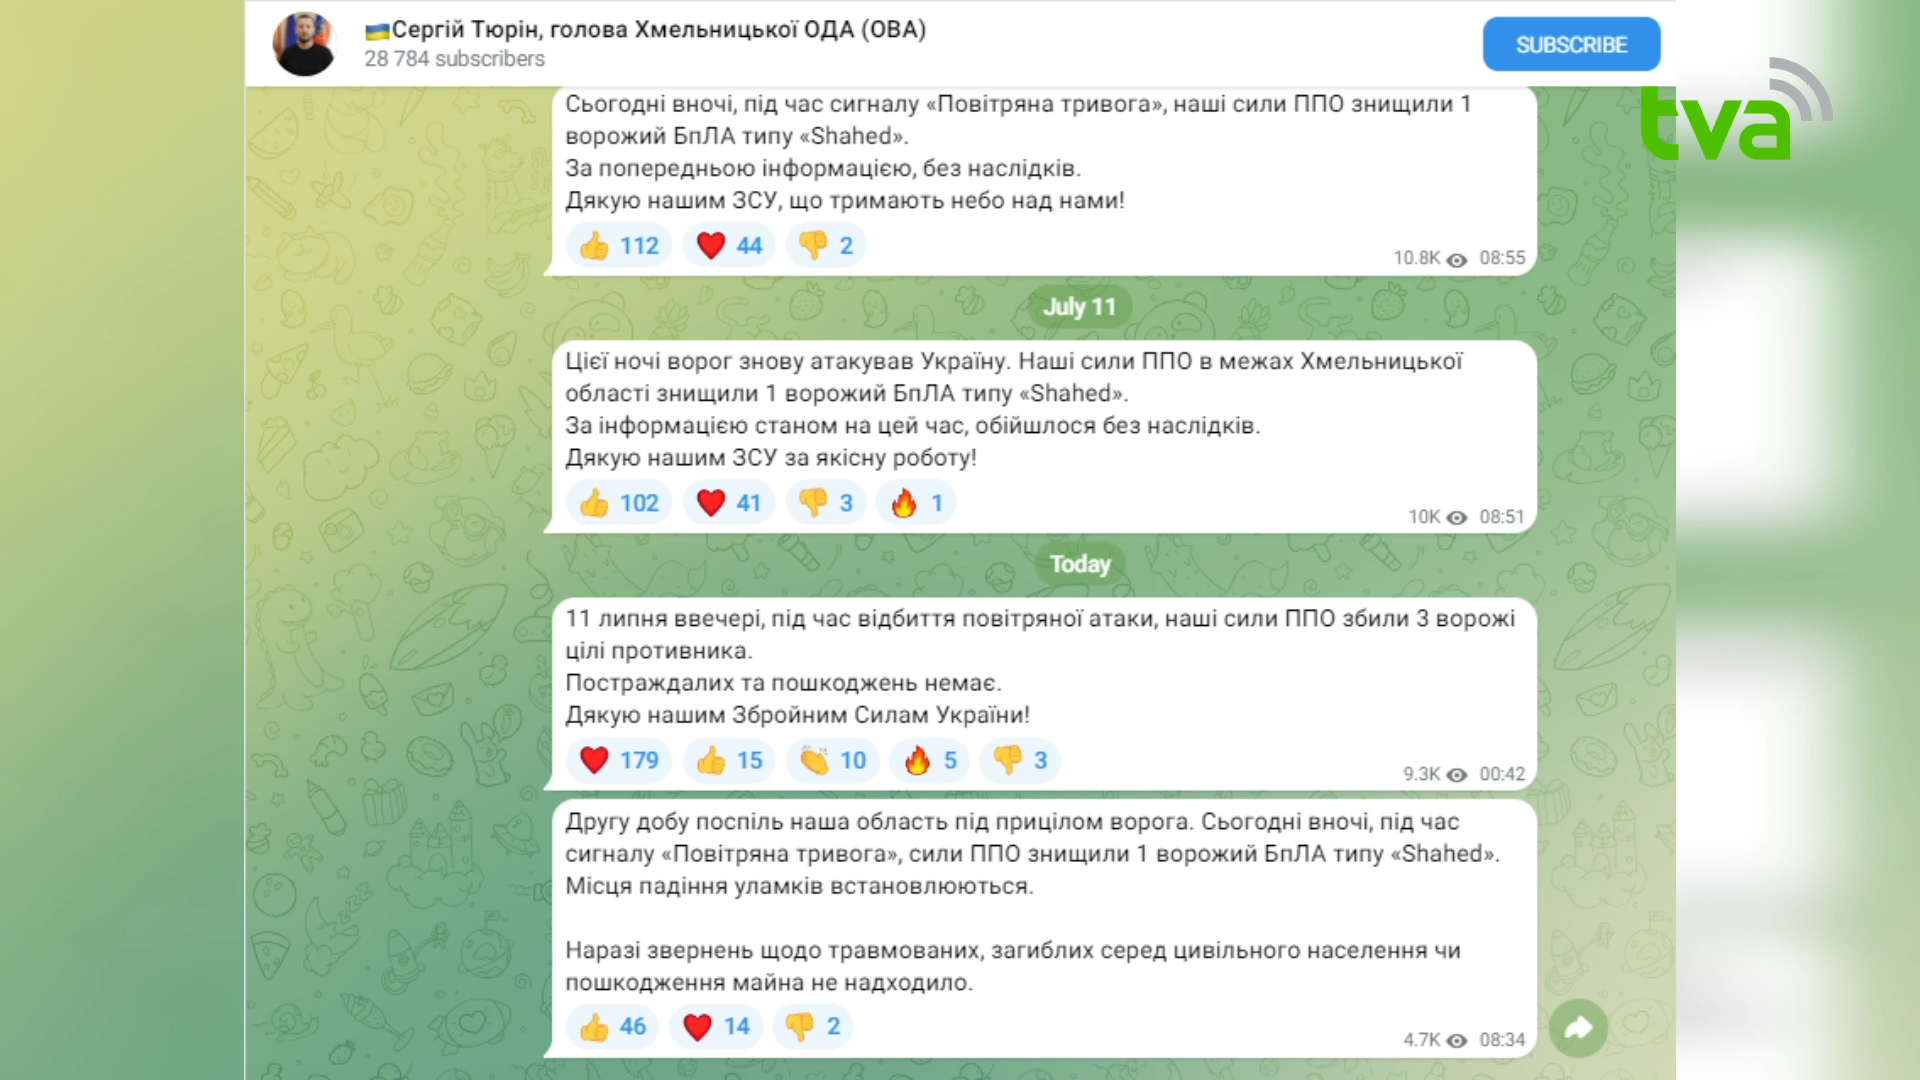 🇺🇦Сергій Тюрін, голова Хмельницької ОДА (ОВА)
28 784 subscribers
SUBSCRIBE
tva
Сьогодні вночі, під час сигналу «Повітряна тривога», наші сили ППО знищили 1
ворожий БпЛА типу «Shahed».
За попередньою інформацією, без наслідків.
Дякую нашим ЗСУ, що тримають небо над нами!
👍 112 ❤️ 44 👎 2
10.8K 08:55
July 11
Цієї ночі ворог знову атакував Україну. Наші сили ППО в межах Хмельницької
області знищили 1 ворожий БпЛА типу «Shahed».
За інформацією станом на цей час, обійшлося без наслідків.
Дякую нашим ЗСУ за якісну роботу!
👍 102 ❤️ 41 👎 3 🔥 1
10K 08:51
Today
11 липня ввечері, під час відбиття повітряної атаки, наші сили ППО збили 3 ворожі
цілі противника.
Постраждалих та пошкоджень немає.
Дякую нашим Збройним Силам України!
❤️ 179 👍 15 👏 10 🔥 5 👎 3
9.3K 00:42
Другу добу поспіль наша область під прицілом ворога. Сьогодні вночі, під час
сигналу «Повітряна тривога», сили ППО знищили 1 ворожий БпЛА типу «Shahed».
Місця падіння уламків встановлюються.
Наразі звернень щодо травмованих, загиблих серед цивільного населення чи
пошкодження майна не надходило.
👍 46 ❤️ 14 👎 2
4.7K 08:34